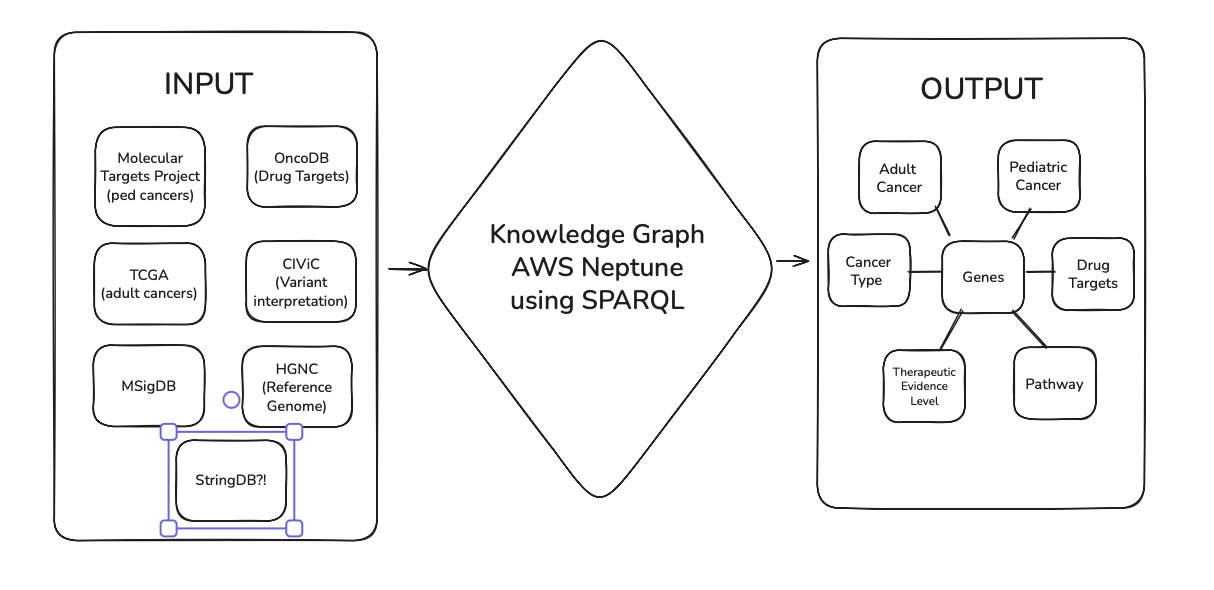 INPUT
Molecular
Targets Project
(ped cancers)
OncoDB
(Drug Targets)
TCGA
(adult cancers)
CIViC
(Variant
interpretation)
MSigDB
HGNC
(Reference
Genome)
StringDB?!
Knowledge Graph
AWS Neptune
using SPARQL
OUTPUT
Adult
Cancer
Pediatric
Cancer
Cancer
Type
Genes
Drug
Targets
Therapeutic
Evidence
Level
Pathway